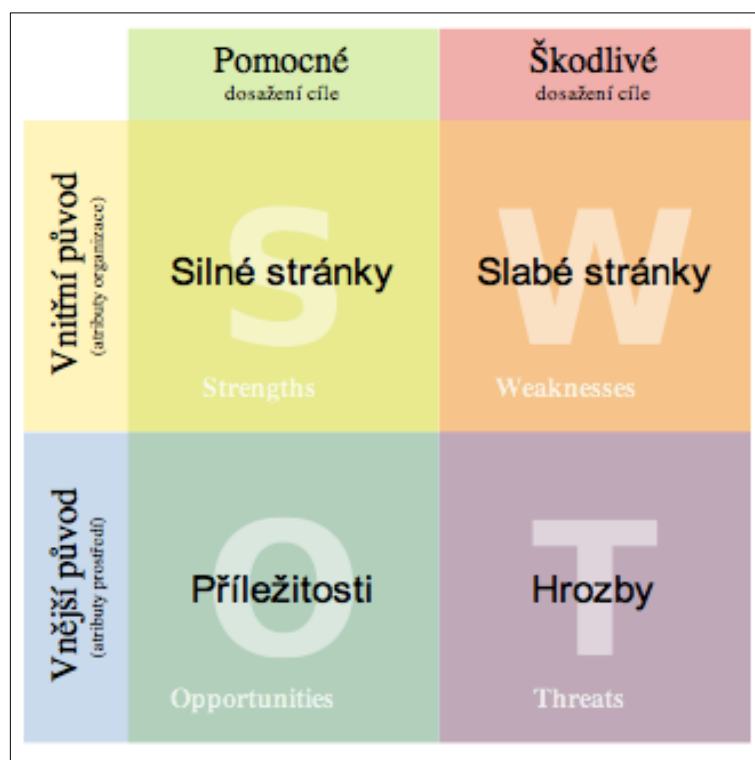 Pomocné
dosažení cíle
Škodlivé
dosažení cíle
Vnitřní původ
(atributy organizace)
S
Silné stránky
Strengths
W
Slabé stránky
Weaknesses
Vnější původ
(atributy prostředí)
O
Příležitosti
Opportunities
T
Hrozby
Threats